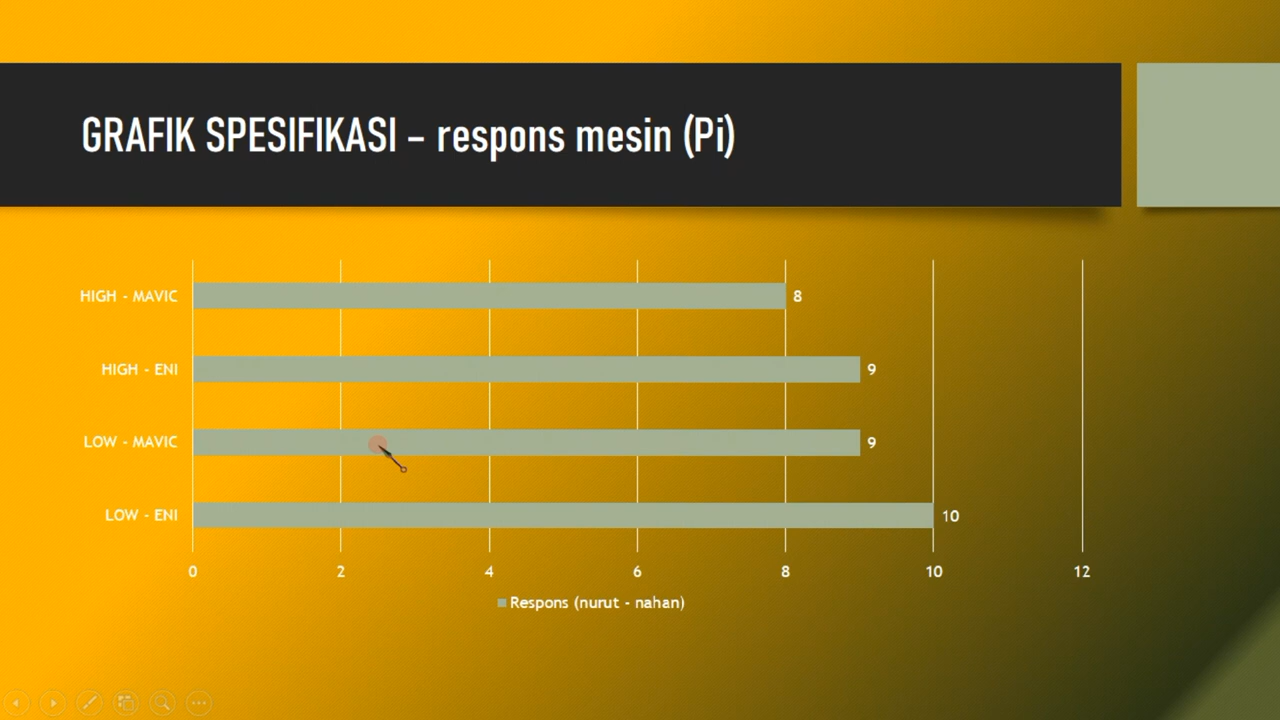 GRAFIK SPESIFIKASI – respons mesin (Pi)
HIGH - MAVIC
8
HIGH - ENI
9
LOW - MAVIC
9
LOW - ENI
10
0 2 4 6 8 10 12
Respons (nurut - nahan)